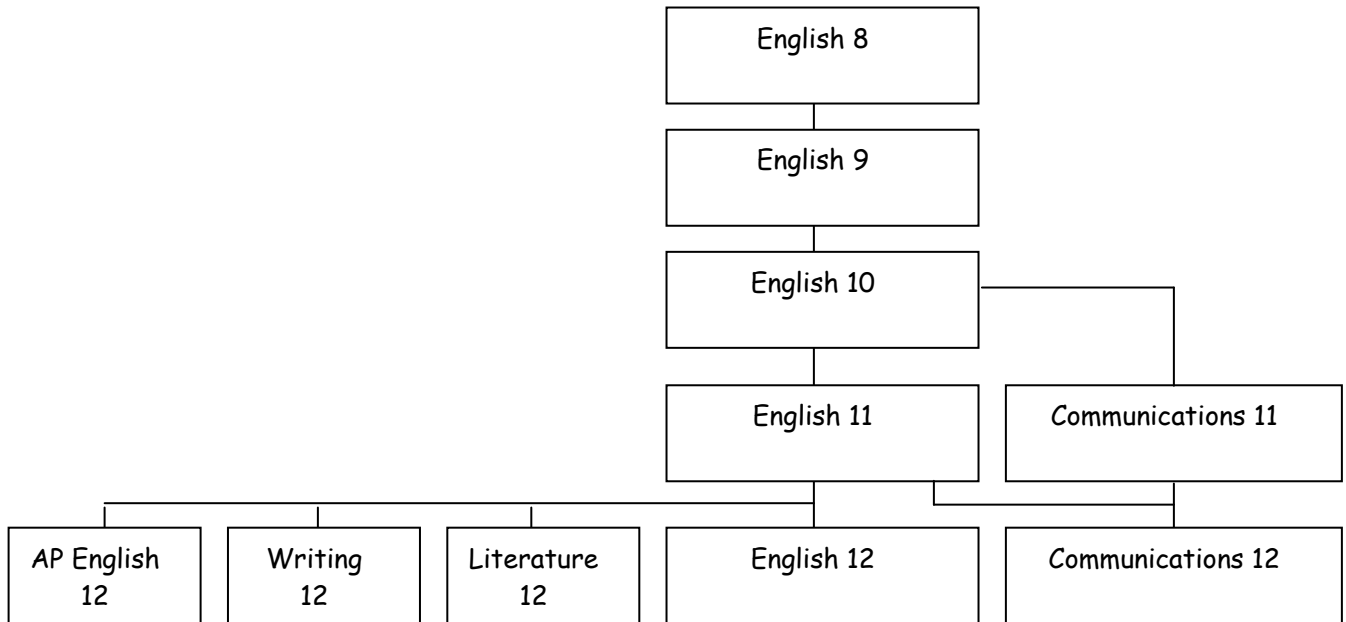 English 8
English 9
English 10
English 11
Communications 11
AP English
12
Writing
12
Literature
12
English 12
Communications 12